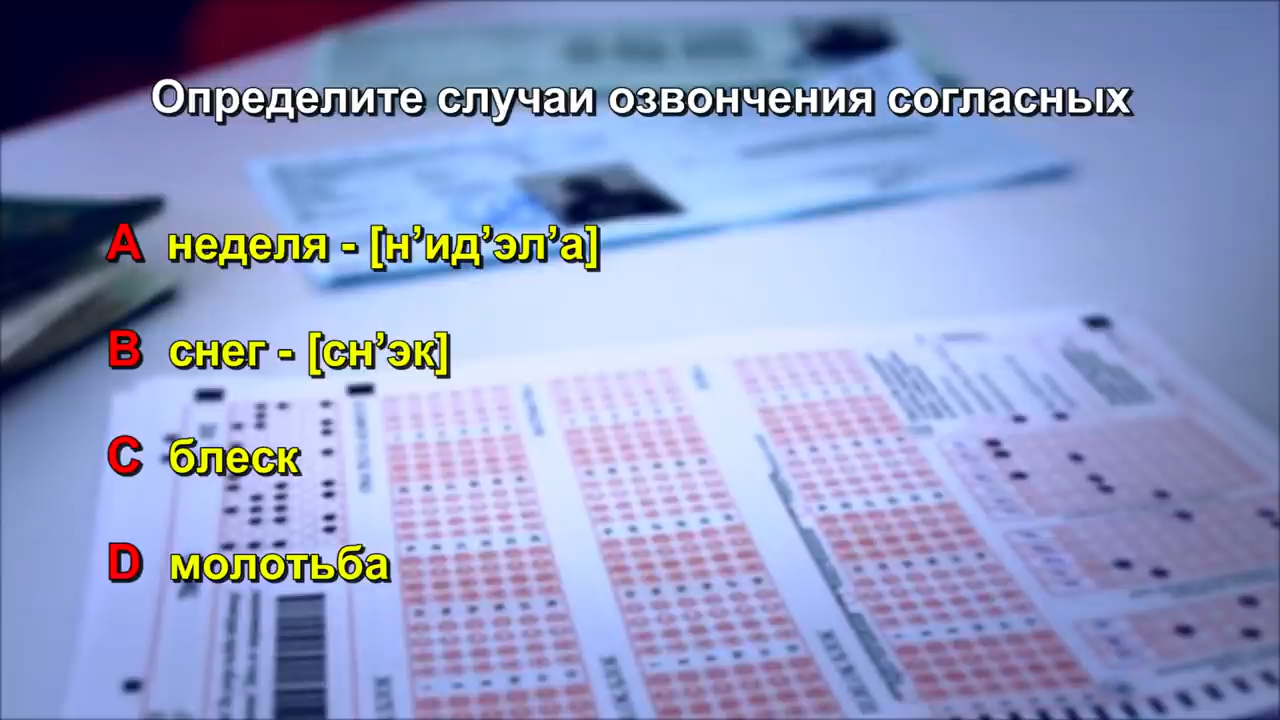 Определите случаи озвончения согласных
A неделя - [н’ид’эл’а]
B снег - [сн’эк]
C блеск
D молотьба